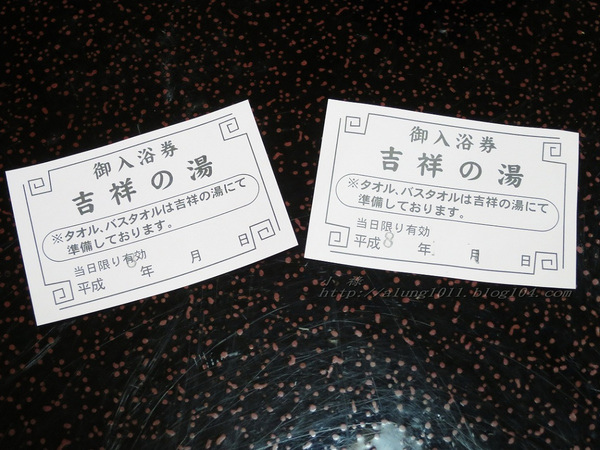 御入浴券
吉祥の湯
※タオル、バスタオルは吉祥の湯にて
準備しております。
当日限り有効
平成 年 月 日
御入浴券
吉祥の湯
※タオル、バスタオルは吉祥の湯にて
準備しております。
当日限り有効
平成8 年 月 日
小蔡
http://alung1011.blog104.com/